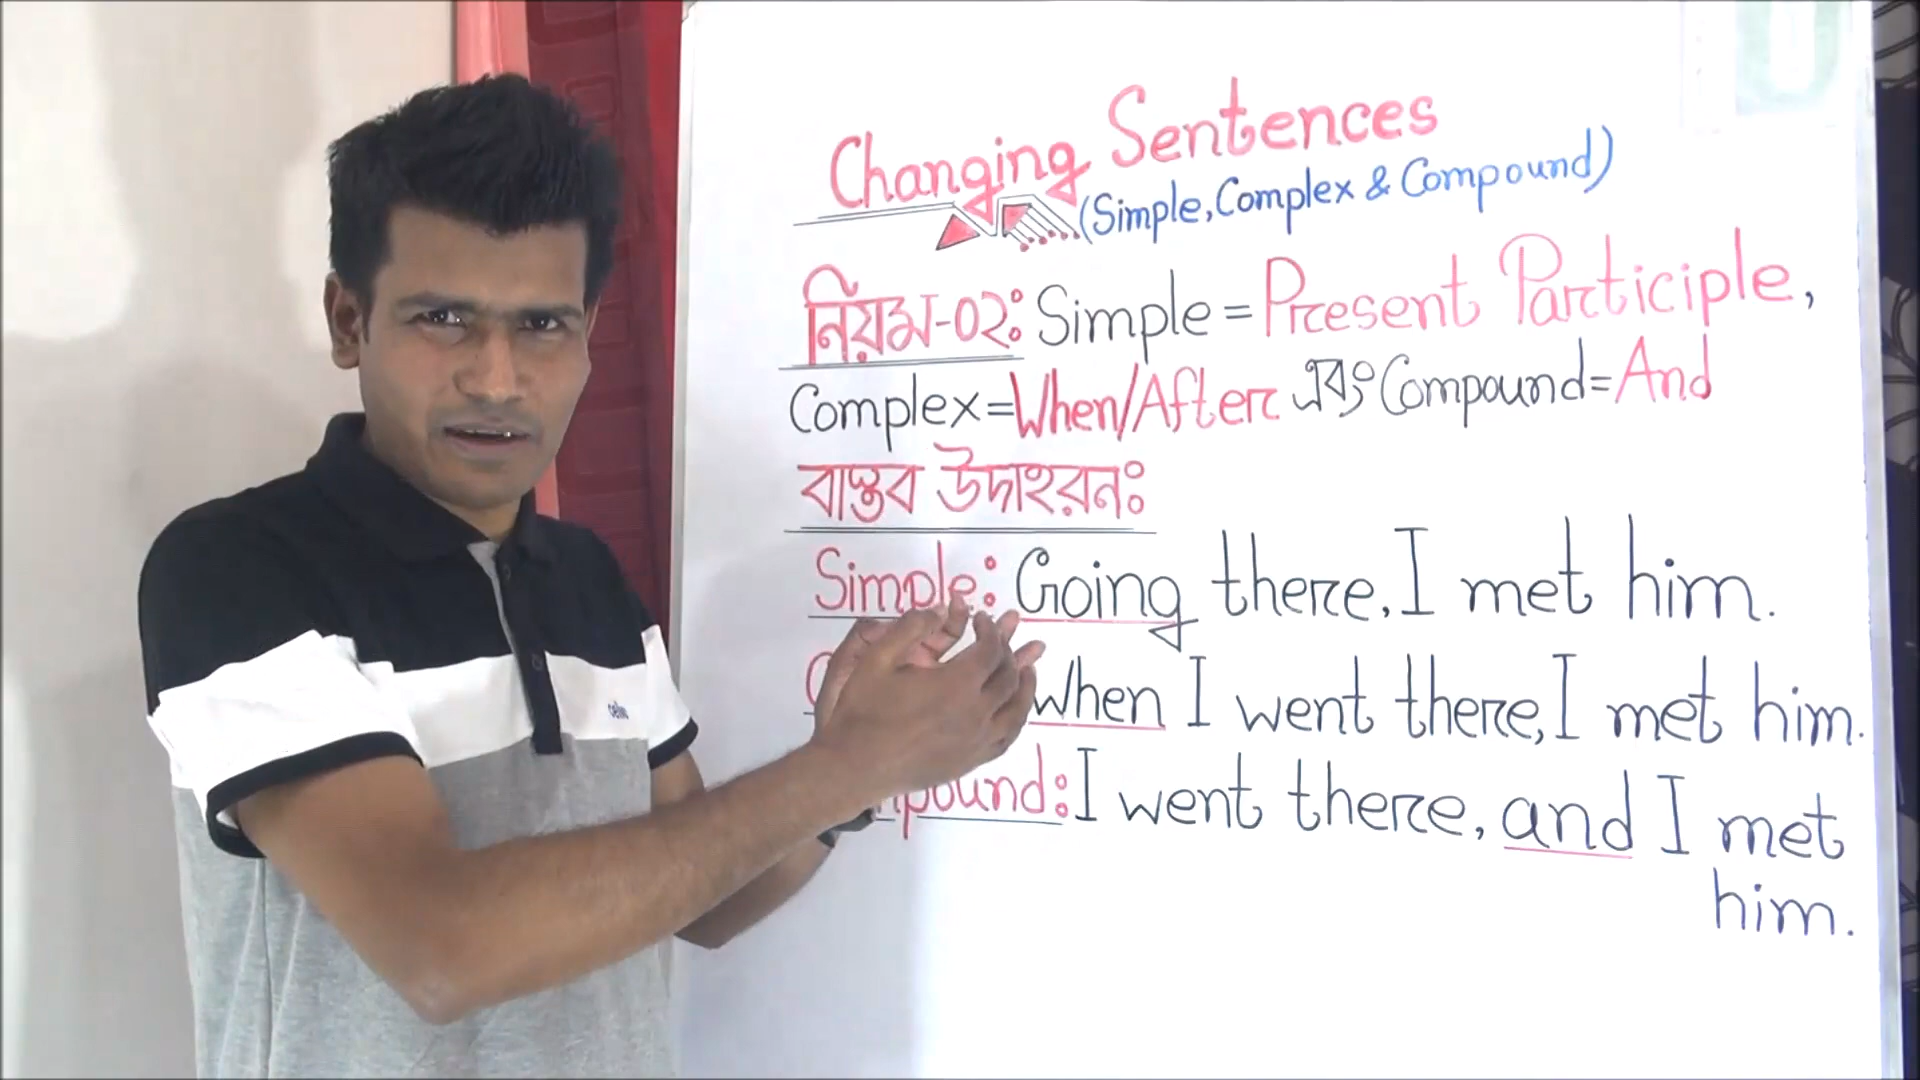 Changing Sentences
(Simple, Complex & Compound)
নিয়ম-০২ঃ Simple = Present Participle,
Complex = When/After এবং Compound = And
বাস্তব উদাহরনঃ
Simple: Going there, I met him.
When I went there, I met him.
I went there, and I met
him.